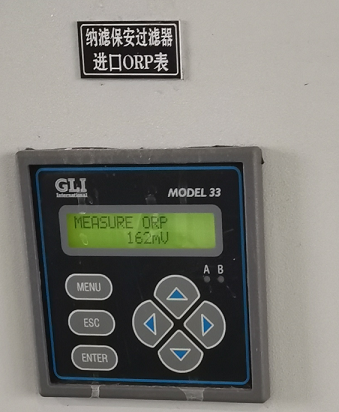 纳滤保安过滤器
进口ORP表
GLI
International
MODEL 33
MEASURE ORP
162mV
A B
MENU
ESC
ENTER